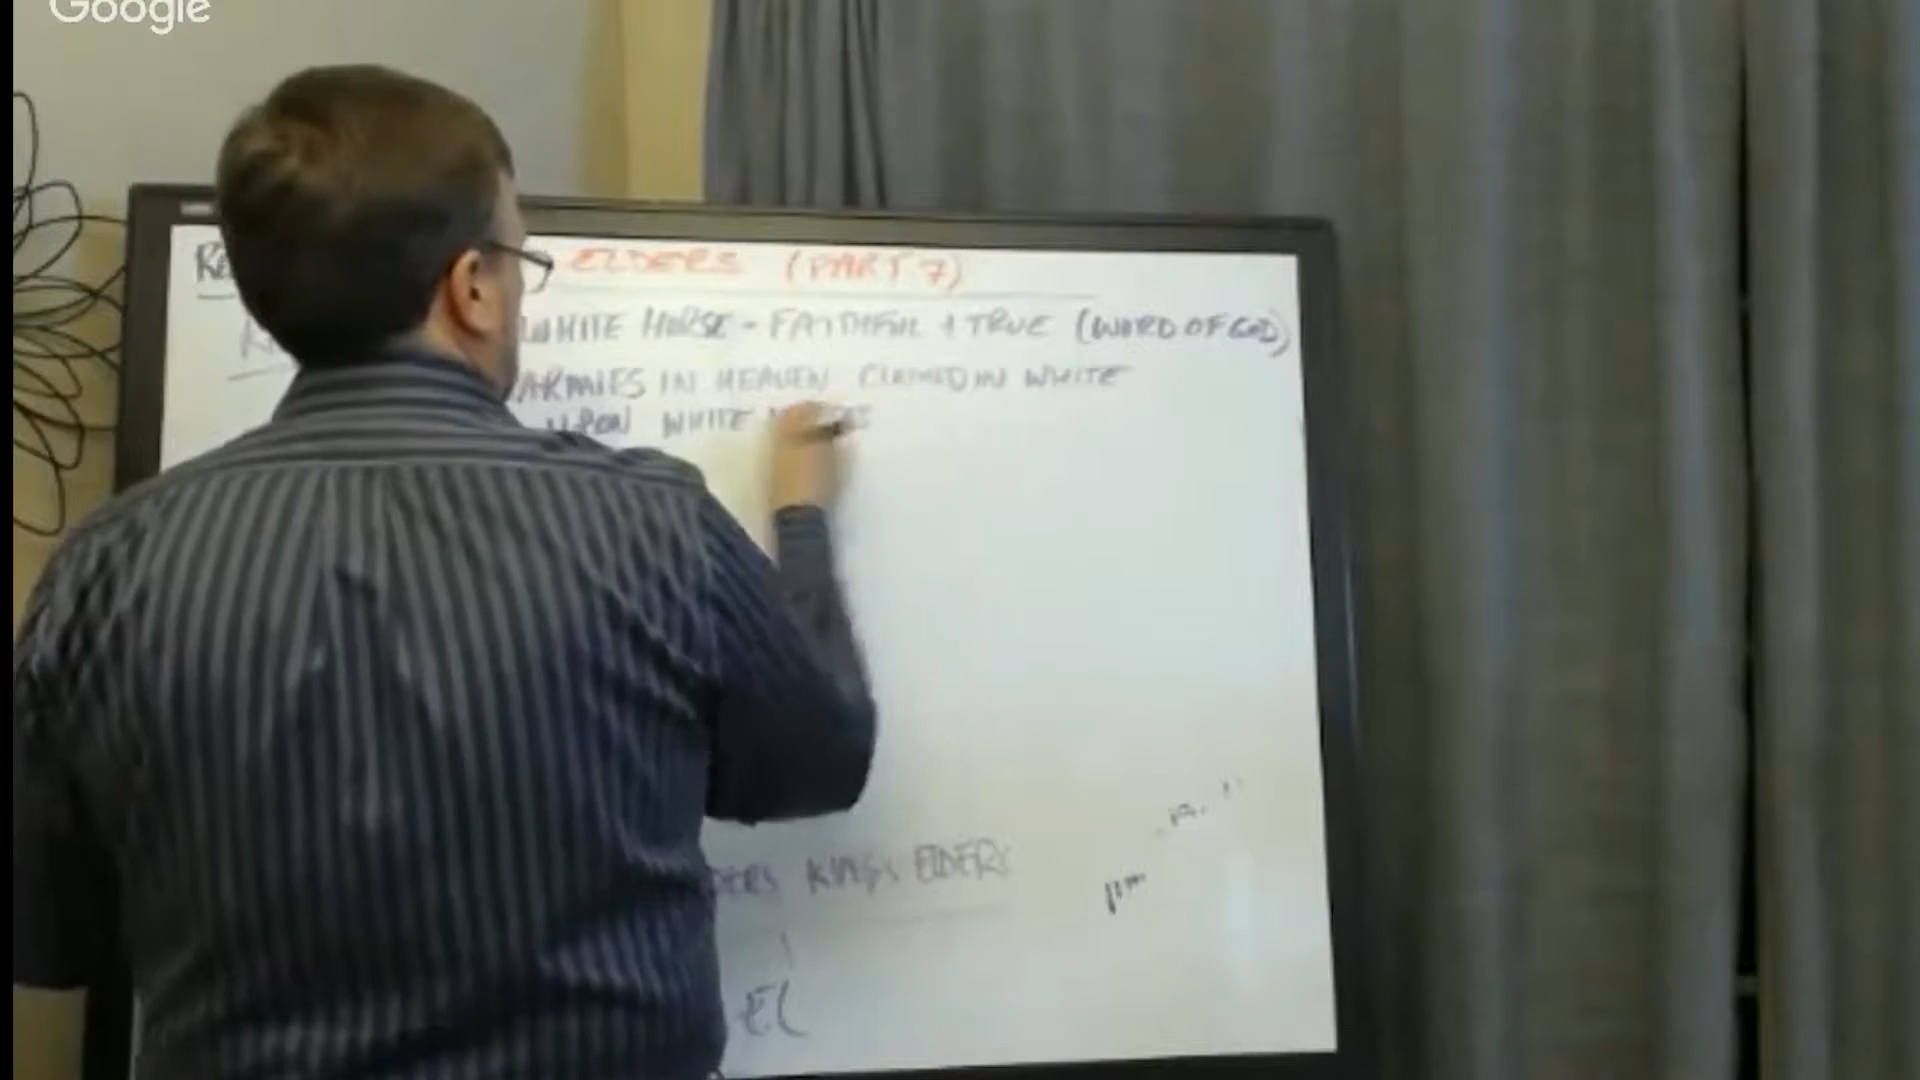 Google
ELDERS (PART 7)
WHITE HORSE - FAITHFUL + TRUE (WORD OF GOD)
ARMIES IN HEAVEN CLOTHED IN WHITE
UPON WHITE
KINGS ELDERS
EL